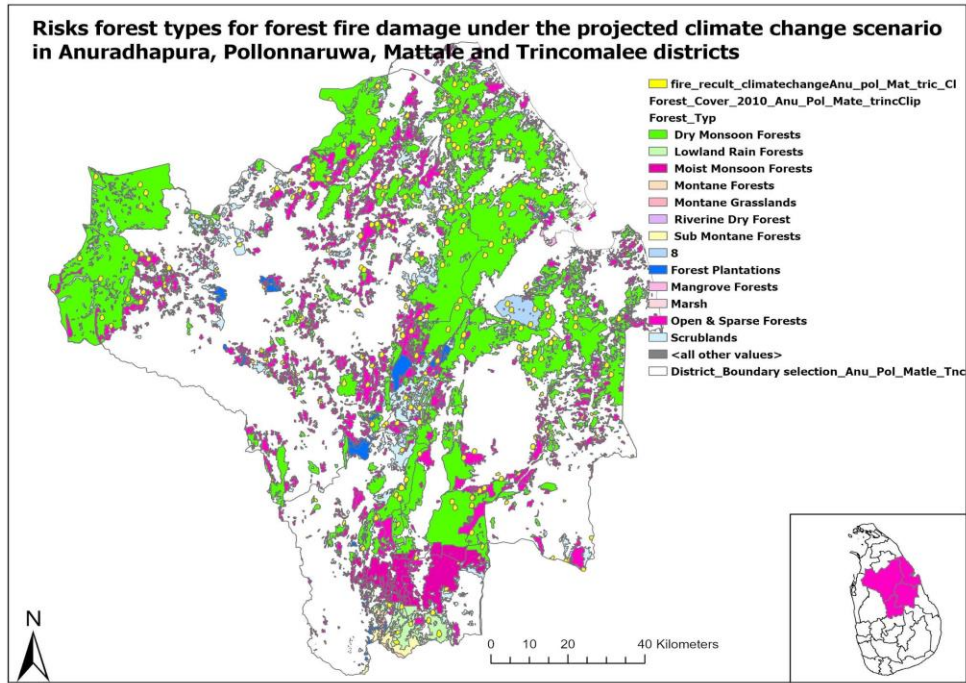 Risks forest types for forest fire damage under the projected climate change scenario
in Anuradhapura, Pollonnaruwa, Mattale and Trincomalee districts
fire_recult_climatechangeAnu_pol_Mat_tric_Cl
Forest_Cover_2010_Anu_Pol_Mate_trincClip
Forest_Typ
Dry Monsoon Forests
Lowland Rain Forests
Moist Monsoon Forests
Montane Forests
Montane Grasslands
Riverine Dry Forest
Sub Montane Forests
8
Forest Plantations
Mangrove Forests
Marsh
Open & Sparse Forests
Scrublands
<all other values>
District_Boundary selection_Anu_Pol_Matle_Tnc
N
0 10 20 40 Kilometers